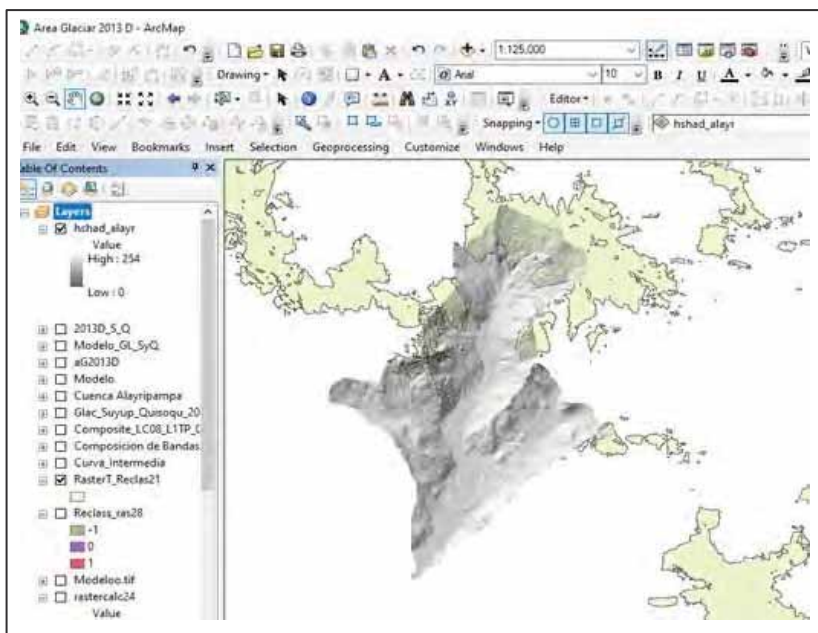 Area Glaciar 2013 D - ArcMap
1:125,000
Drawing
A
Arial
10
B I U A
Editor
Snapping
hshad_alayr
File Edit View Bookmarks Insert Selection Geoprocessing Customize Windows Help
able Of Contents
Layers
hchad_alayr
Value
High : 254
Low : 0
2013D_S_Q
Modelo_GL_SyQ
aG2013D
Modelo
Cuenca Alayripampa
Glac_Suyup_Quisoqu_20
Composite_LC08_L1TP_0
Composicion de Bandas
Curva_Intermedia
RasterT_Reclas21
Reclass_ras28
-1
0
1
Modeloo.tif
rastercalc24
Value